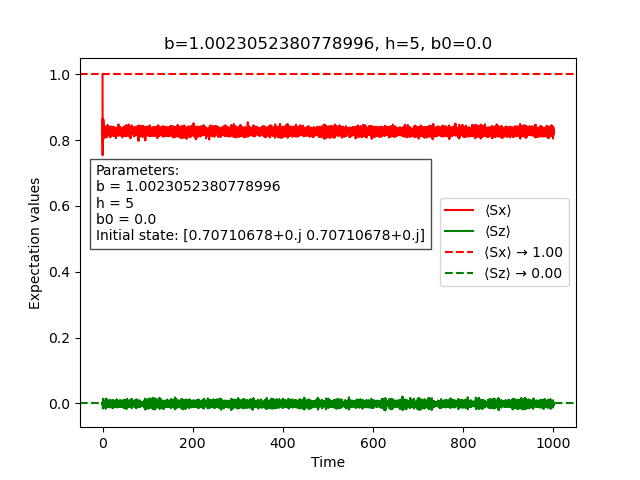 b=1.0023052380778996, h=5, b0=0.0
Expectation values
1.0
0.8
0.6
0.4
0.2
0.0
Parameters:
b = 1.0023052380778996
h = 5
b0 = 0.0
Initial state: [0.70710678+0.j 0.70710678+0.j]
⟨Sx⟩
⟨Sz⟩
⟨Sx⟩ → 1.00
⟨Sz⟩ → 0.00
0 200 400 600 800 1000
Time